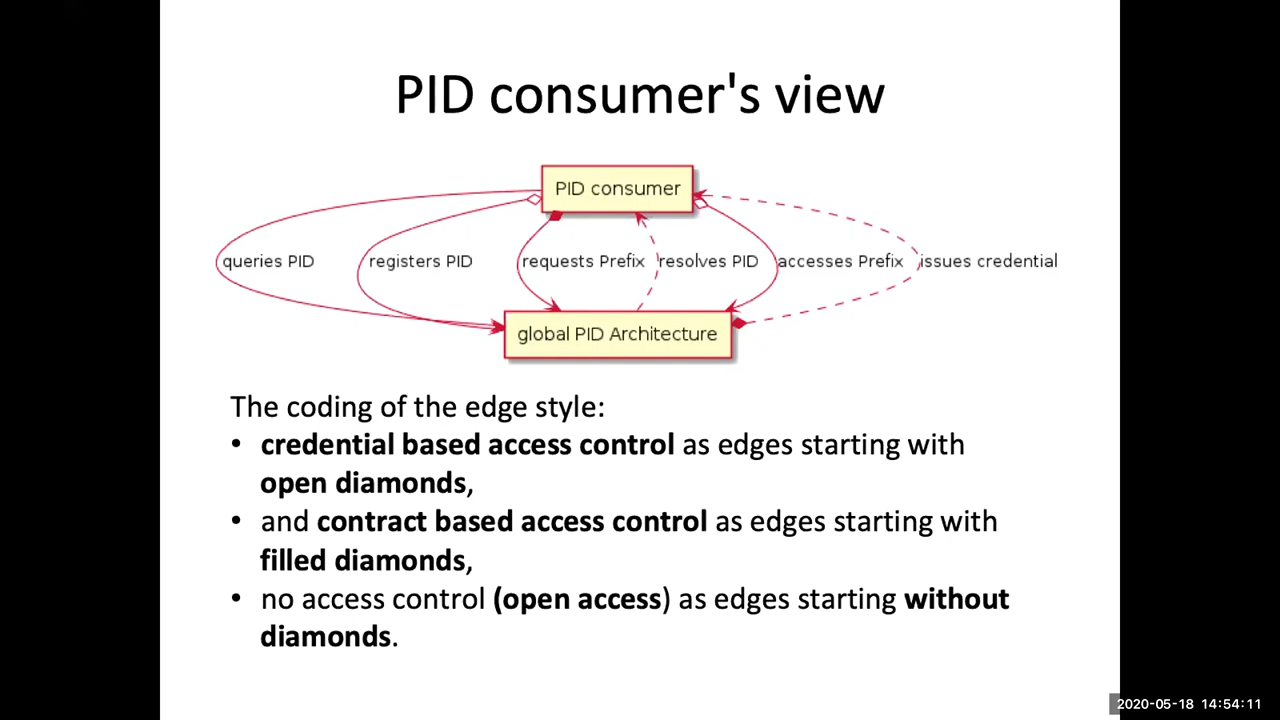 PID consumer's view
PID consumer
queries PID
registers PID
requests Prefix
resolves PID
accesses Prefix
issues credential
global PID Architecture
The coding of the edge style:
• credential based access control as edges starting with
open diamonds,
• and contract based access control as edges starting with
filled diamonds,
• no access control (open access) as edges starting without
diamonds.
2020-05-18 14:54:11